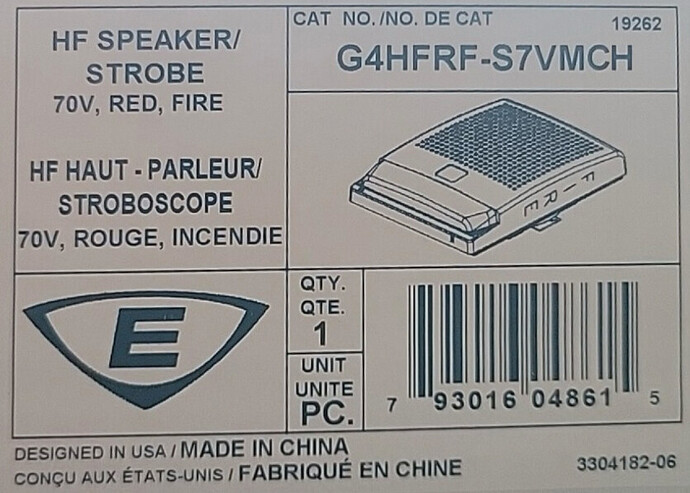 HF SPEAKER/
STROBE
70V, RED, FIRE
HF HAUT - PARLEUR/
STROBOSCOPE
70V, ROUGE, INCENDIE
CAT NO./NO. DE CAT
19262
G4HFRF-S7VMCH
FIRE
E
QTY.
QTE.
1
UNIT
UNITE
PC.
7 93016 04861 5
DESIGNED IN USA / MADE IN CHINA
CONÇU AUX ÉTATS-UNIS / FABRIQUÉ EN CHINE
3304182-06